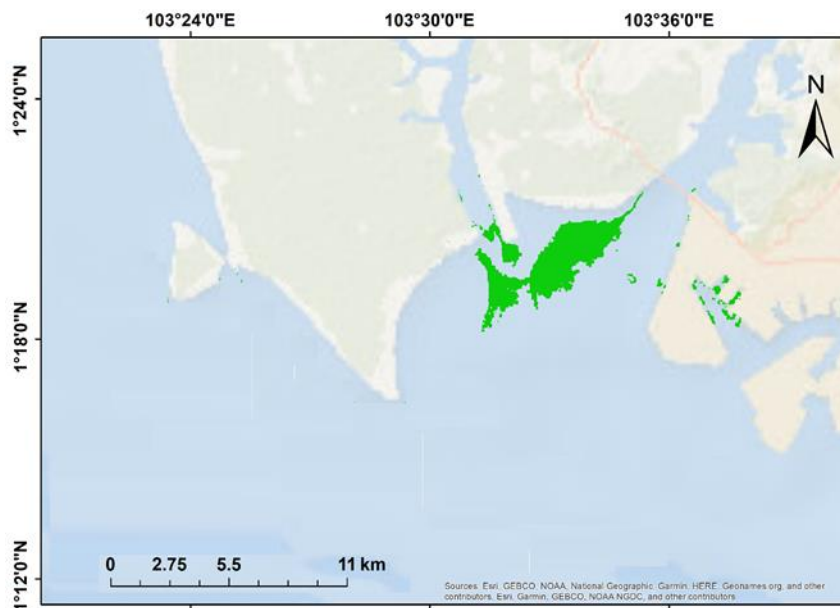 103°24'0"E 103°30'0"E 103°36'0"E
1°24'0"N
N
1°18'0"N
1°12'0"N
0 2.75 5.5 11 km
Sources: Esri, GEBCO, NOAA, National Geographic, Garmin, HERE, Geonames.org, and other
contributors, Esri, Garmin, GEBCO, NOAA NGDC, and other contributors